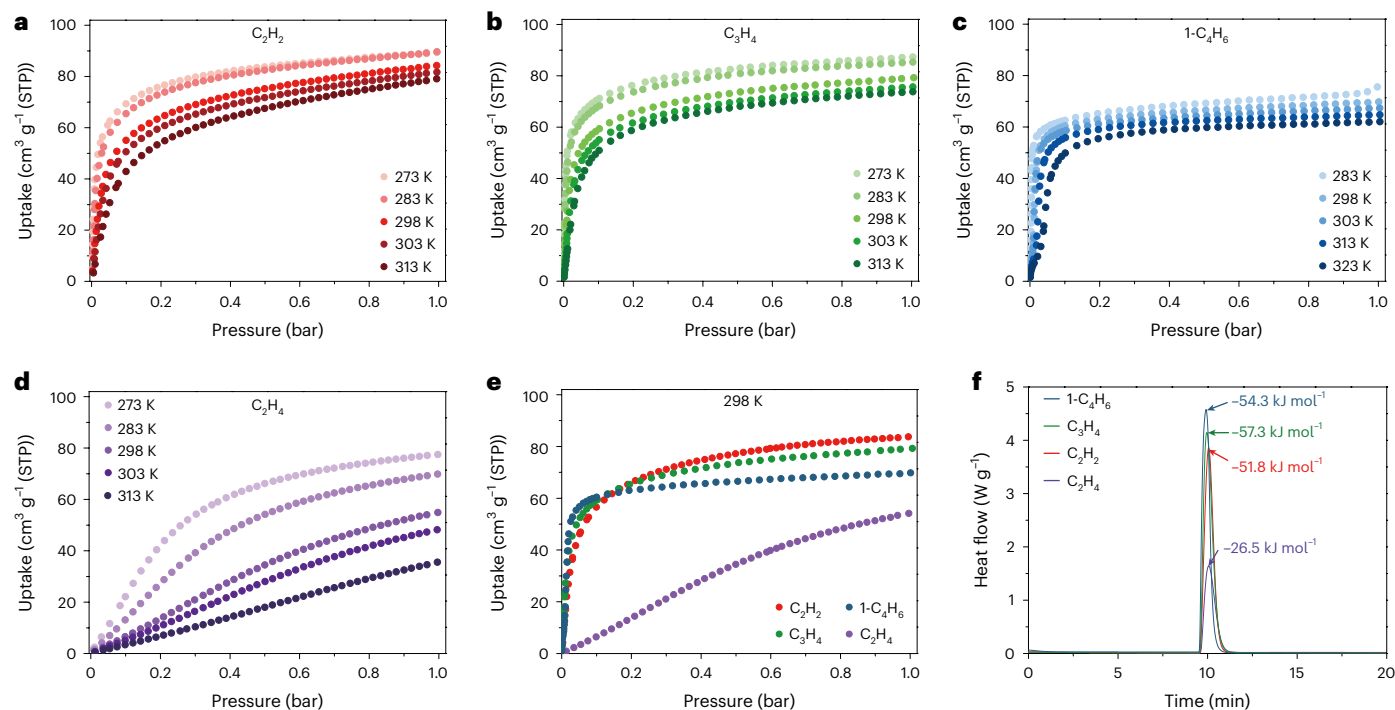 a
C₂H₂
100
80
60
40
20
0
Uptake (cm³ g⁻¹ (STP))
273 K
283 K
298 K
303 K
313 K
0 0.2 0.4 0.6 0.8 1.0
Pressure (bar)
b
C₃H₄
100
80
60
40
20
0
Uptake (cm³ g⁻¹ (STP))
273 K
283 K
298 K
303 K
313 K
0 0.2 0.4 0.6 0.8 1.0
Pressure (bar)
c
1-C₄H₆
100
80
60
40
20
0
Uptake (cm³ g⁻¹ (STP))
283 K
298 K
303 K
313 K
323 K
0 0.2 0.4 0.6 0.8 1.0
Pressure (bar)
d
C₂H₄
100
80
60
40
20
0
Uptake (cm³ g⁻¹ (STP))
273 K
283 K
298 K
303 K
313 K
0 0.2 0.4 0.6 0.8 1.0
Pressure (bar)
e
298 K
100
80
60
40
20
0
Uptake (cm³ g⁻¹ (STP))
C₂H₂ 1-C₄H₆
C₃H₄ C₂H₄
0 0.2 0.4 0.6 0.8 1.0
Pressure (bar)
f
5
4
3
2
1
0
Heat flow (W g⁻¹)
1-C₄H₆
C₃H₄
C₂H₂
C₂H₄
−54.3 kJ mol⁻¹
−57.3 kJ mol⁻¹
−51.8 kJ mol⁻¹
−26.5 kJ mol⁻¹
0 5 10 15 20
Time (min)